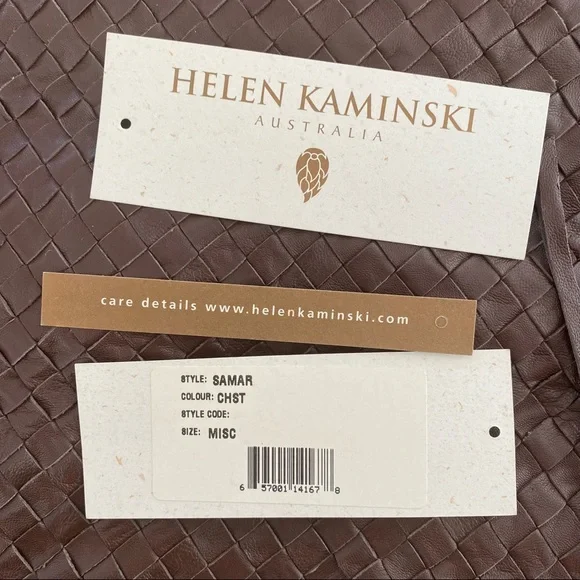 HELEN KAMINSKI
AUSTRALIA
care details www.helenkaminski.com
STYLE: SAMAR
COLOUR: CHST
STYLE CODE:
SIZE: MISC
6 57001 14167 8